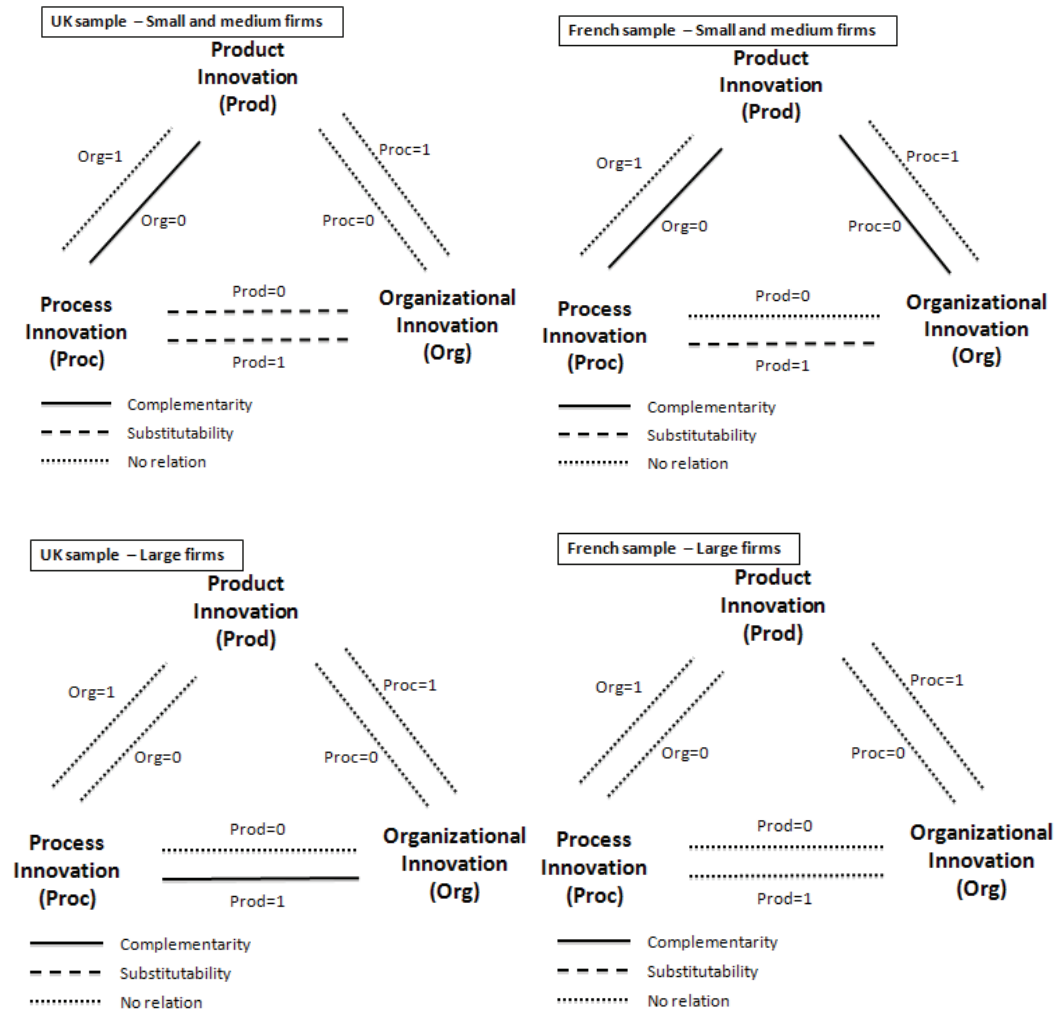 UK sample – Small and medium firms
Product
Innovation
(Prod)
Org=1
Org=0
Proc=1
Proc=0
Process
Innovation
(Proc)
Prod=0
Prod=1
Organizational
Innovation
(Org)
Complementarity
Substitutability
No relation
French sample – Small and medium firms
Product
Innovation
(Prod)
Org=1
Org=0
Proc=1
Proc=0
Process
Innovation
(Proc)
Prod=0
Prod=1
Organizational
Innovation
(Org)
Complementarity
Substitutability
No relation
UK sample – Large firms
Product
Innovation
(Prod)
Org=1
Org=0
Proc=1
Proc=0
Process
Innovation
(Proc)
Prod=0
Prod=1
Organizational
Innovation
(Org)
Complementarity
Substitutability
No relation
French sample – Large firms
Product
Innovation
(Prod)
Org=1
Org=0
Proc=1
Proc=0
Process
Innovation
(Proc)
Prod=0
Prod=1
Organizational
Innovation
(Org)
Complementarity
Substitutability
No relation